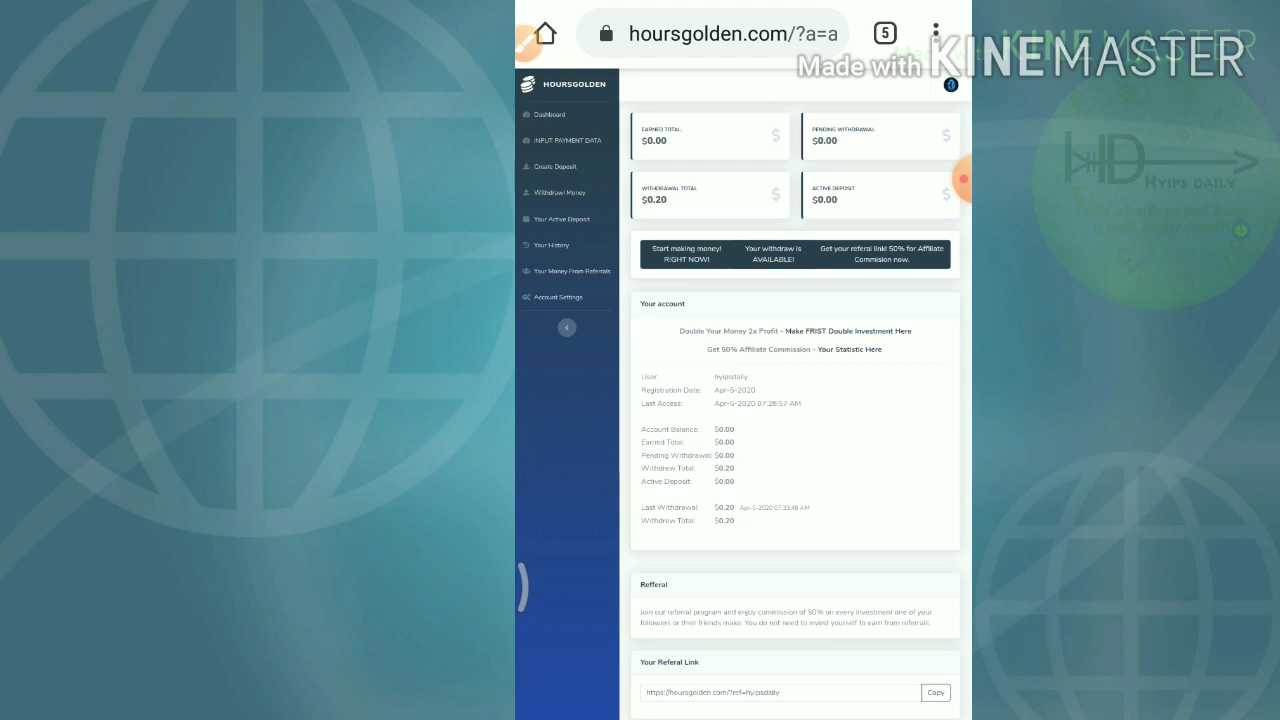 hoursgolden.com/?a=a
5
Made with KINEMASTER
HOURSGOLDEN
Dashboard
INPUT PAYMENT DATA
Create Deposit
Withdrawl Money
Your Active Deposit
Your History
Your Money From Referrals
Account Settings
EARNED TOTAL:
$0.00
PENDING WITHDRAWAL
$0.00
WITHDRAWAL TOTAL
$0.20
ACTIVE DEPOSIT
$0.00
Start making money!
RIGHT NOW!
Your withdraw is
AVAILABLE!
Get your referal link! 50% for Affiliate
Commision now.
Your account
Double Your Money 2x Profit - Make FRIST Double Investment Here
Get 50% Affiliate Commission - Your Statistic Here
User: hyipsdaily
Registration Date: Apr-5-2020
Last Access: Apr-5-2020 07:26:57 AM
Account Balance: $0.00
Earned Total: $0.00
Pending Withdrawal: $0.00
Withdrew Total: $0.20
Active Deposit: $0.00
Last Withdrawal: $0.20 Apr-5-2020 07:33:48 AM
Withdrew Total: $0.20
Refferal
Join our referral program and enjoy commission of 50% on every investment one of your
followers or their friends make. You do not need to invest yourself to earn from referrals.
Your Referal Link
https://hoursgolden.com/?ref=hyipsdaily
Copy
HD
HYIPS DAILY